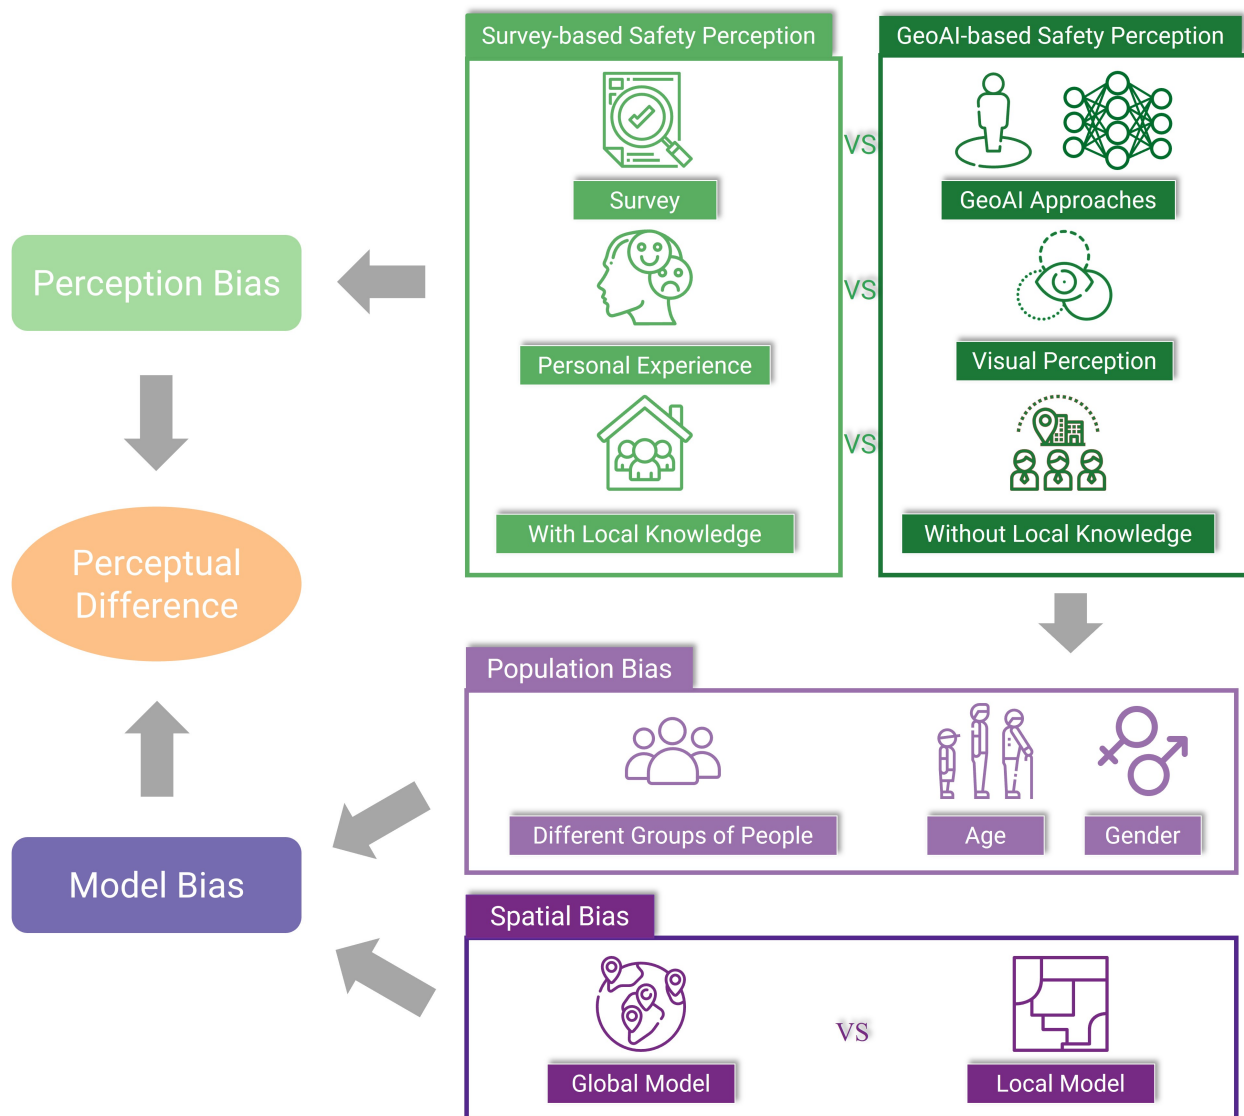 Survey-based Safety Perception
GeoAI-based Safety Perception
VS
Survey
GeoAI Approaches
Perception Bias
VS
Personal Experience
Visual Perception
VS
With Local Knowledge
Without Local Knowledge
Perceptual
Difference
Population Bias
Different Groups of People
Age
Gender
Model Bias
Spatial Bias
VS
Global Model
Local Model